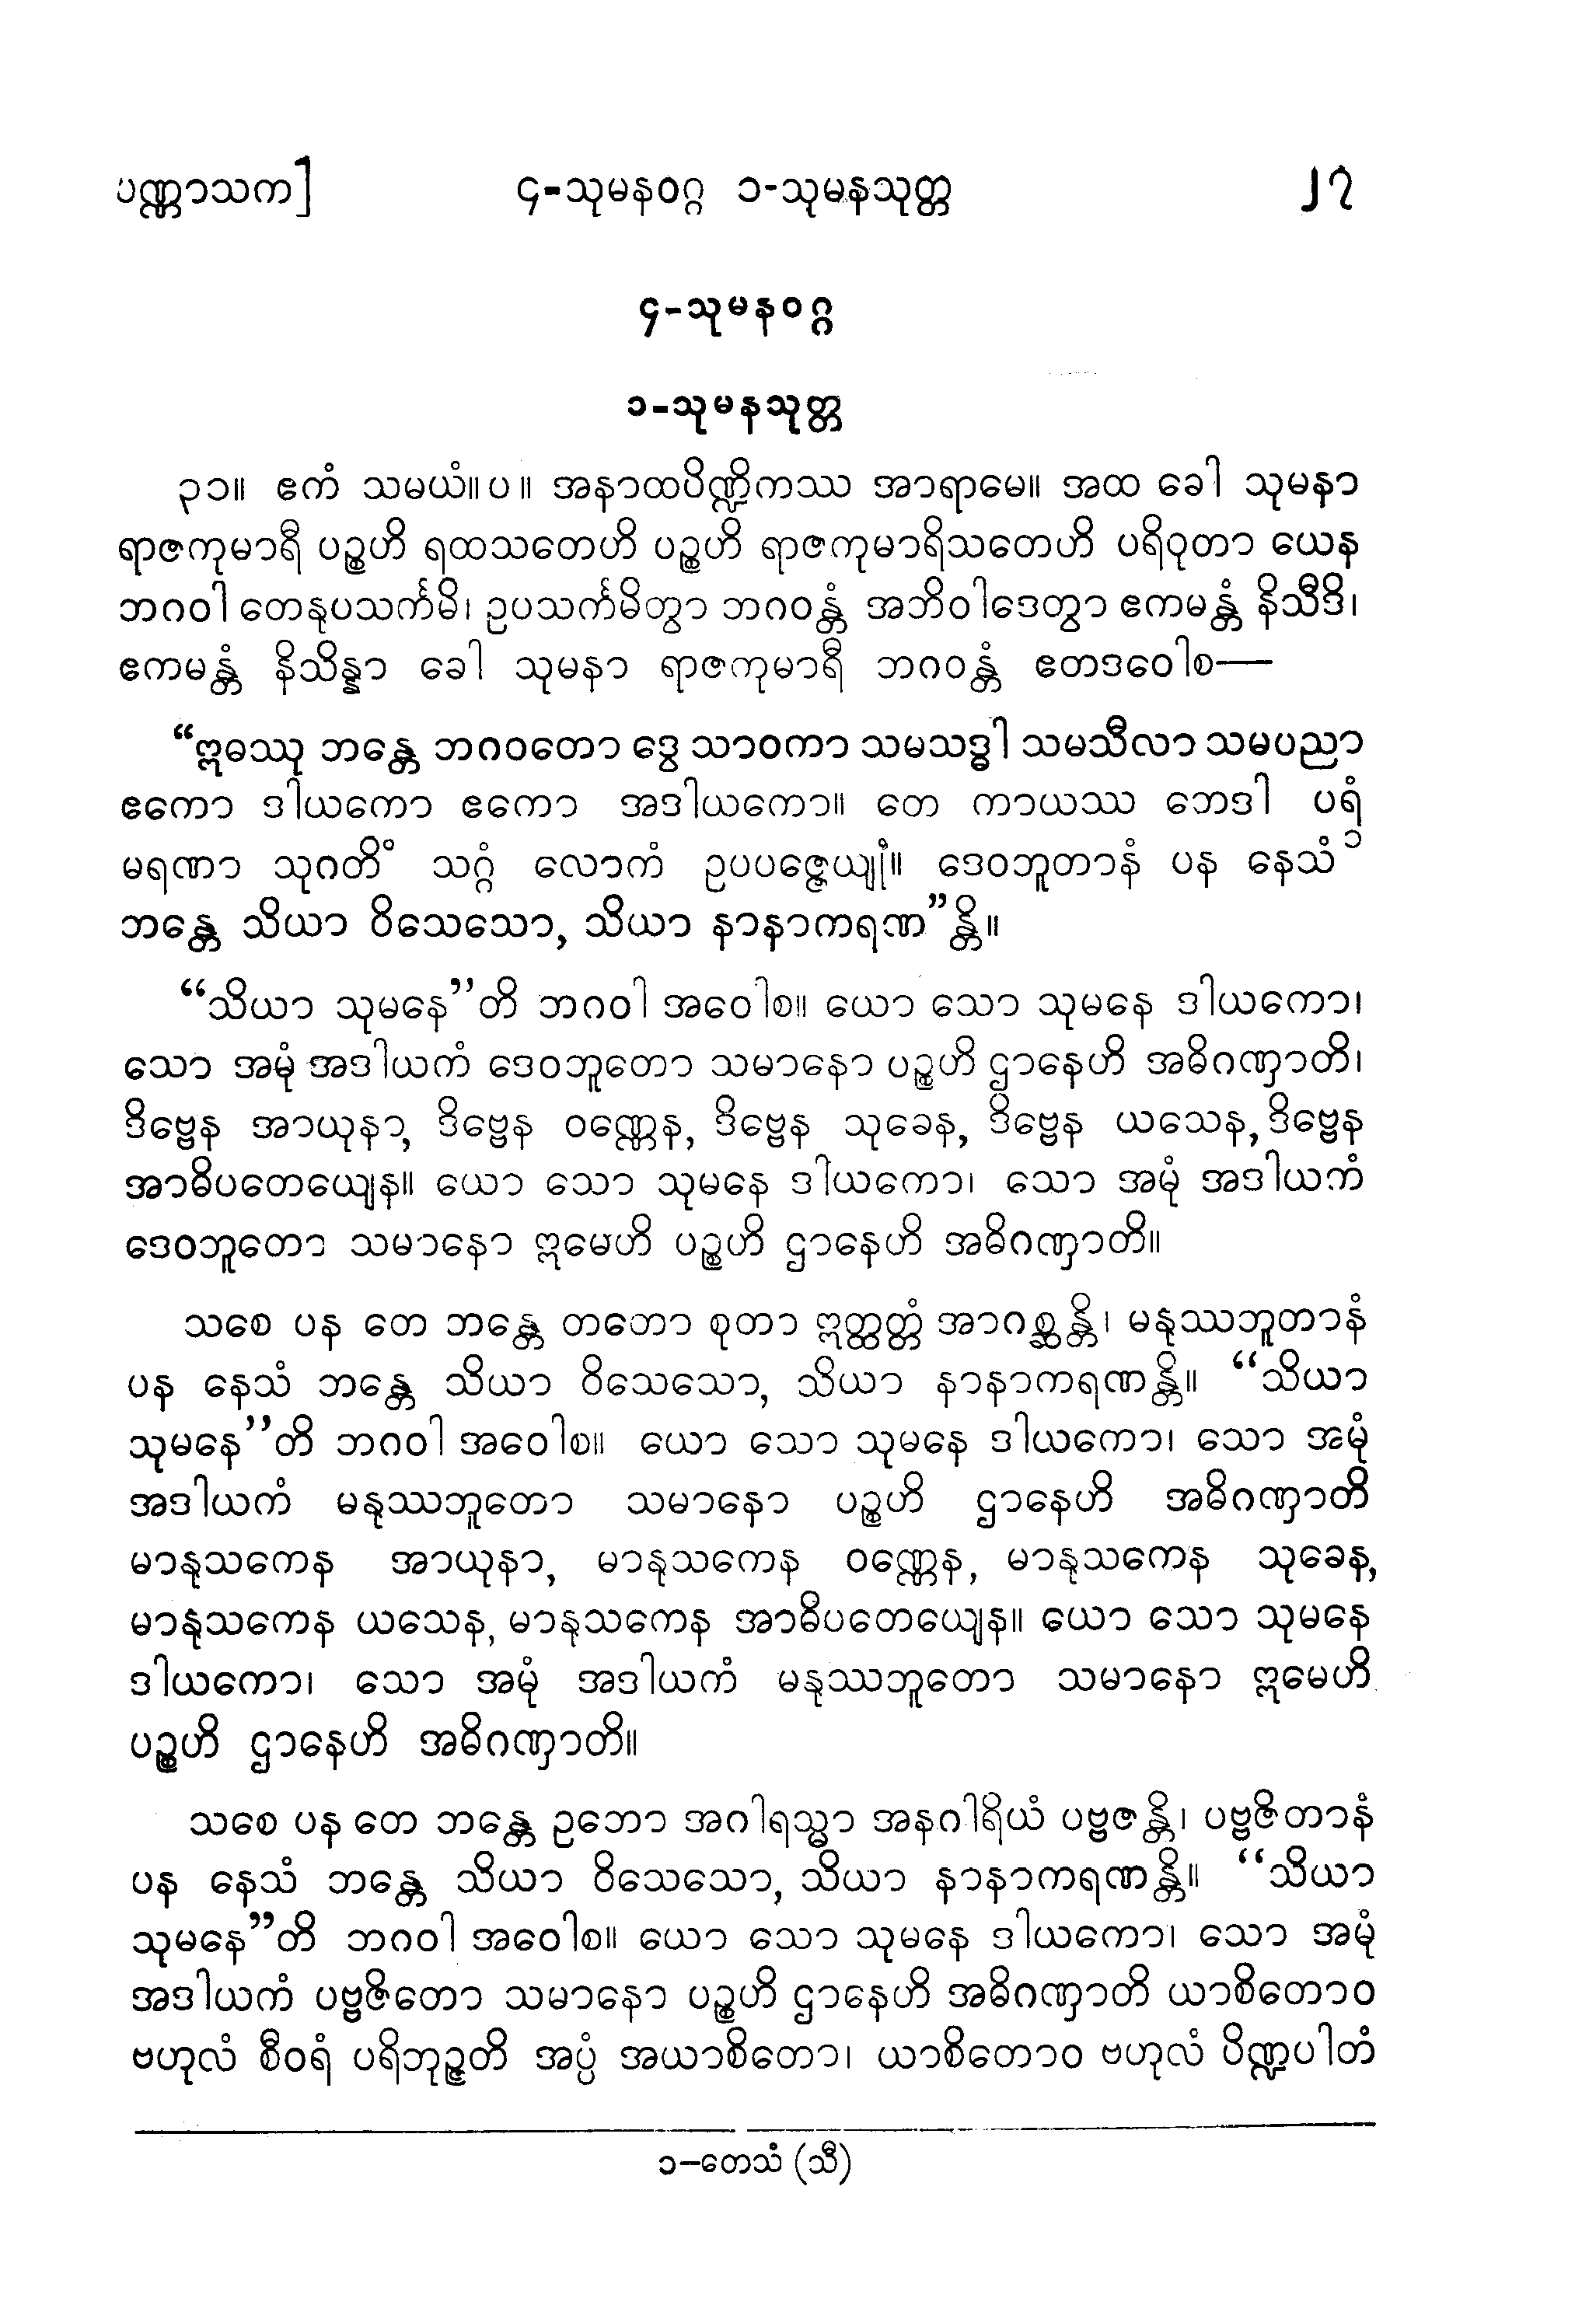 ပဏ္ဏာသက] ၄-သုမနဝဂ္ဂ ၁-သုမနသုတ္တ ၂၇
၄-သုမနဝဂ္ဂ
၁-သုမနသုတ္တ
၃၁။ ဧကံ သမယံ။ပ။ အနာထပိဏ္ဍိကဿ အာရာမေ။ အထ ခေါ သုမနာ
ရာဇကုမာရီ ပဉ္စဟိ ရထသတေဟိ ပဉ္စဟိ ရာဇကုမာရိသတေဟိ ပရိဝုတာ ယေန
ဘဂဝါ တေနုပသင်္ကမိ၊ ဥပသင်္ကမိတွာ ဘဂဝန္တံ အဘိဝါဒေတွာ ဧကမန္တံ နိသီဒိ၊
ဧကမန္တံ နိသိန္နာ ခေါ သုမနာ ရာဇကုမာရီ ဘဂဝန္တံ ဧတဒဝေါစ—
“ဣဓဿု ဘန္တေ ဘဂဝတော ဒွေ သာဝကာ သမသဒ္ဓါ သမသီလာ သမပညာ
ဧကော ဒါယကော ဧကော အဒါယကော။ တေ ကာယဿ ဘေဒါ ပရံ
မရဏာ သုဂတိံ သဂ္ဂံ လောကံ ဥပပဇ္ဇေယျုံ။ ဒေဝဘူတာနံ ပန နေသံ ၁
ဘန္တေ သိယာ ဝိသေသော, သိယာ နာနာကရဏ”န္တိ။
“သိယာ သုမနေ”တိ ဘဂဝါ အဝေါစ။ ယော သော သုမနေ ဒါယကော၊
သော အမုံ အဒါယကံ ဒေဝဘူတော သမာနော ပဉ္စဟိ ဌာနေဟိ အဓိဂဏှာတိ၊
ဒိဗ္ဗေန အာယုနာ, ဒိဗ္ဗေန ဝဏ္ဏေန, ဒိဗ္ဗေန သုခေန, ဒိဗ္ဗေန ယသေန, ဒိဗ္ဗေန
အာဓိပတေယျေန။ ယော သော သုမနေ ဒါယကော၊ သော အမုံ အဒါယကံ
ဒေဝဘူတော သမာနော ဣမေဟိ ပဉ္စဟိ ဌာနေဟိ အဓိဂဏှာတိ။
သစေ ပန တေ ဘန္တေ တတော စုတာ ဣတ္ထတ္တံ အာဂစ္ဆန္တိ၊ မနုဿဘူတာနံ
ပန နေသံ ဘန္တေ သိယာ ဝိသေသော, သိယာ နာနာကရဏန္တိ။ “သိယာ
သုမနေ”တိ ဘဂဝါ အဝေါစ။ ယော သော သုမနေ ဒါယကော၊ သော အမုံ
အဒါယကံ မနုဿဘူတော သမာနော ပဉ္စဟိ ဌာနေဟိ အဓိဂဏှာတိ
မာနုသကေန အာယုနာ, မာနုသကေန ဝဏ္ဏေန, မာနုသကေန သုခေန,
မာနုသကေန ယသေန, မာနုသကေန အာဓိပတေယျေန။ ယော သော သုမနေ
ဒါယကော၊ သော အမုံ အဒါယကံ မနုဿဘူတော သမာနော ဣမေဟိ
ပဉ္စဟိ ဌာနေဟိ အဓိဂဏှာတိ။
သစေ ပန တေ ဘန္တေ ဥဘော အဂါရသ္မာ အနဂါရိယံ ပဗ္ဗဇန္တိ၊ ပဗ္ဗဇိတာနံ
ပန နေသံ ဘန္တေ သိယာ ဝိသေသော, သိယာ နာနာကရဏန္တိ။ “သိယာ
သုမနေ”တိ ဘဂဝါ အဝေါစ။ ယော သော သုမနေ ဒါယကော၊ သော အမုံ
အဒါယကံ ပဗ္ဗဇိတော သမာနော ပဉ္စဟိ ဌာနေဟိ အဓိဂဏှာတိ ယာစိတောဝ
ဗဟုလံ စီဝရံ ပရိဘုဉ္ဇတိ အပ္ပံ အယာစိတော၊ ယာစိတောဝ ဗဟုလံ ပိဏ္ဍပါတံ
၁–တေသံ (သီ)